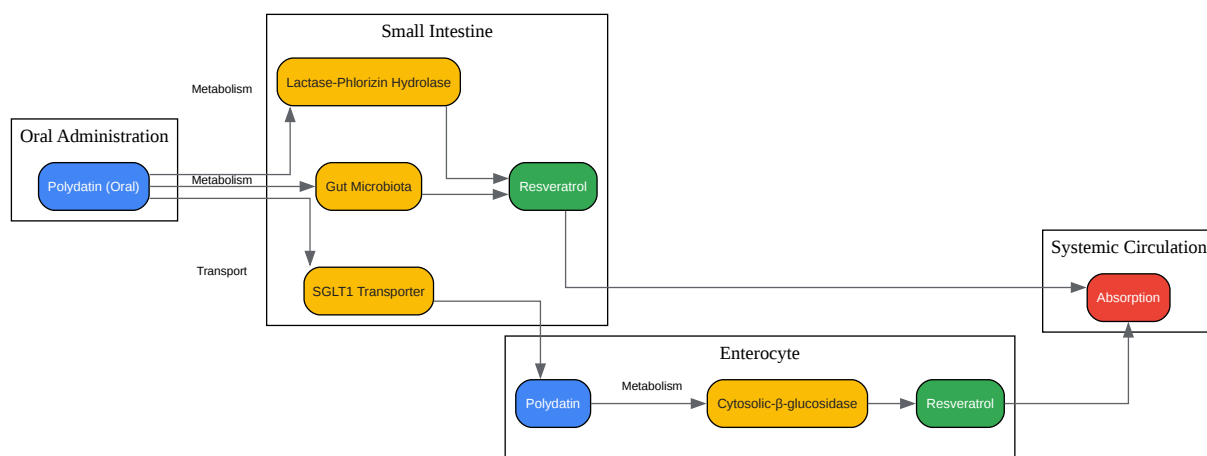 Small Intestine
Lactase-Phlorizin Hydrolase
Metabolism
Oral Administration
Polydatin (Oral)
Metabolism
Gut Microbiota
Resveratrol
Transport
SGLT1 Transporter
Systemic Circulation
Absorption
Enterocyte
Polydatin
Metabolism
Cytosolic-β-glucosidase
Resveratrol